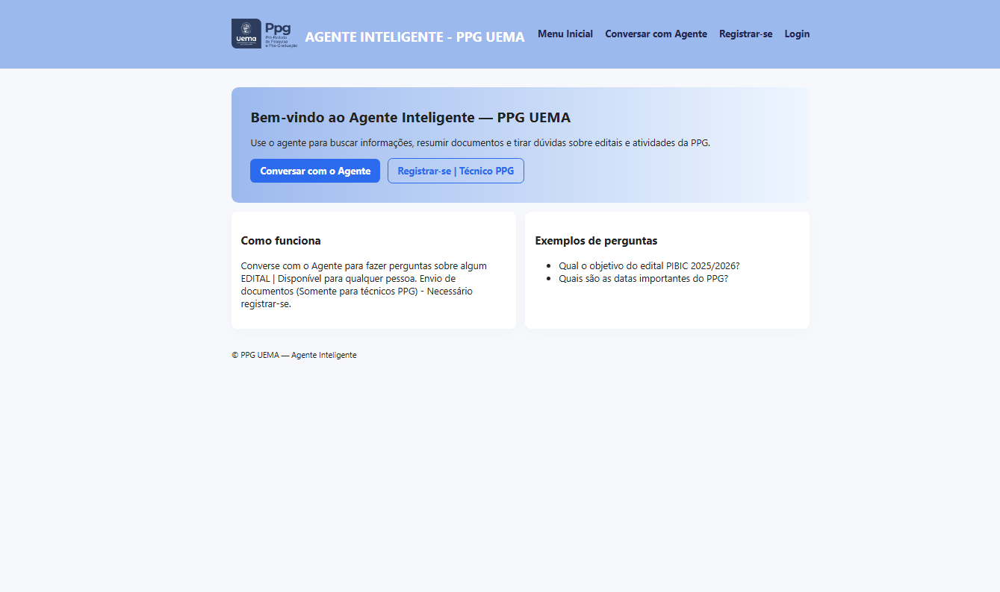 uema
Ppg
Pró-Reitoria
de Pesquisa
e Pós-Graduação
AGENTE INTELIGENTE - PPG UEMA
Menu Inicial
Conversar com Agente
Registrar-se
Login
Bem-vindo ao Agente Inteligente — PPG UEMA
Use o agente para buscar informações, resumir documentos e tirar dúvidas sobre editais e atividades da PPG.
Conversar com o Agente
Registrar-se | Técnico PPG
Como funciona
Converse com o Agente para fazer perguntas sobre algum
EDITAL | Disponível para qualquer pessoa. Envio de
documentos (Somente para técnicos PPG) - Necessário
registrar-se.
Exemplos de perguntas
• Qual o objetivo do edital PIBIC 2025/2026?
• Quais são as datas importantes do PPG?
© PPG UEMA — Agente Inteligente